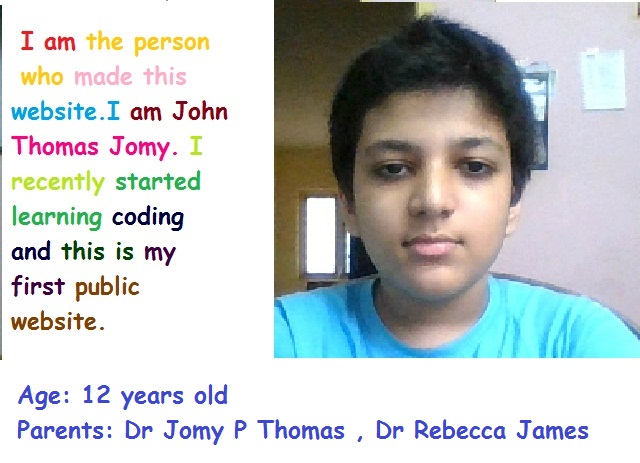 I am the person
who made this
website.I am John
Thomas Jomy. I
recently started
learning coding
and this is my
first public
website.
Age: 12 years old
Parents: Dr Jomy P Thomas , Dr Rebecca James